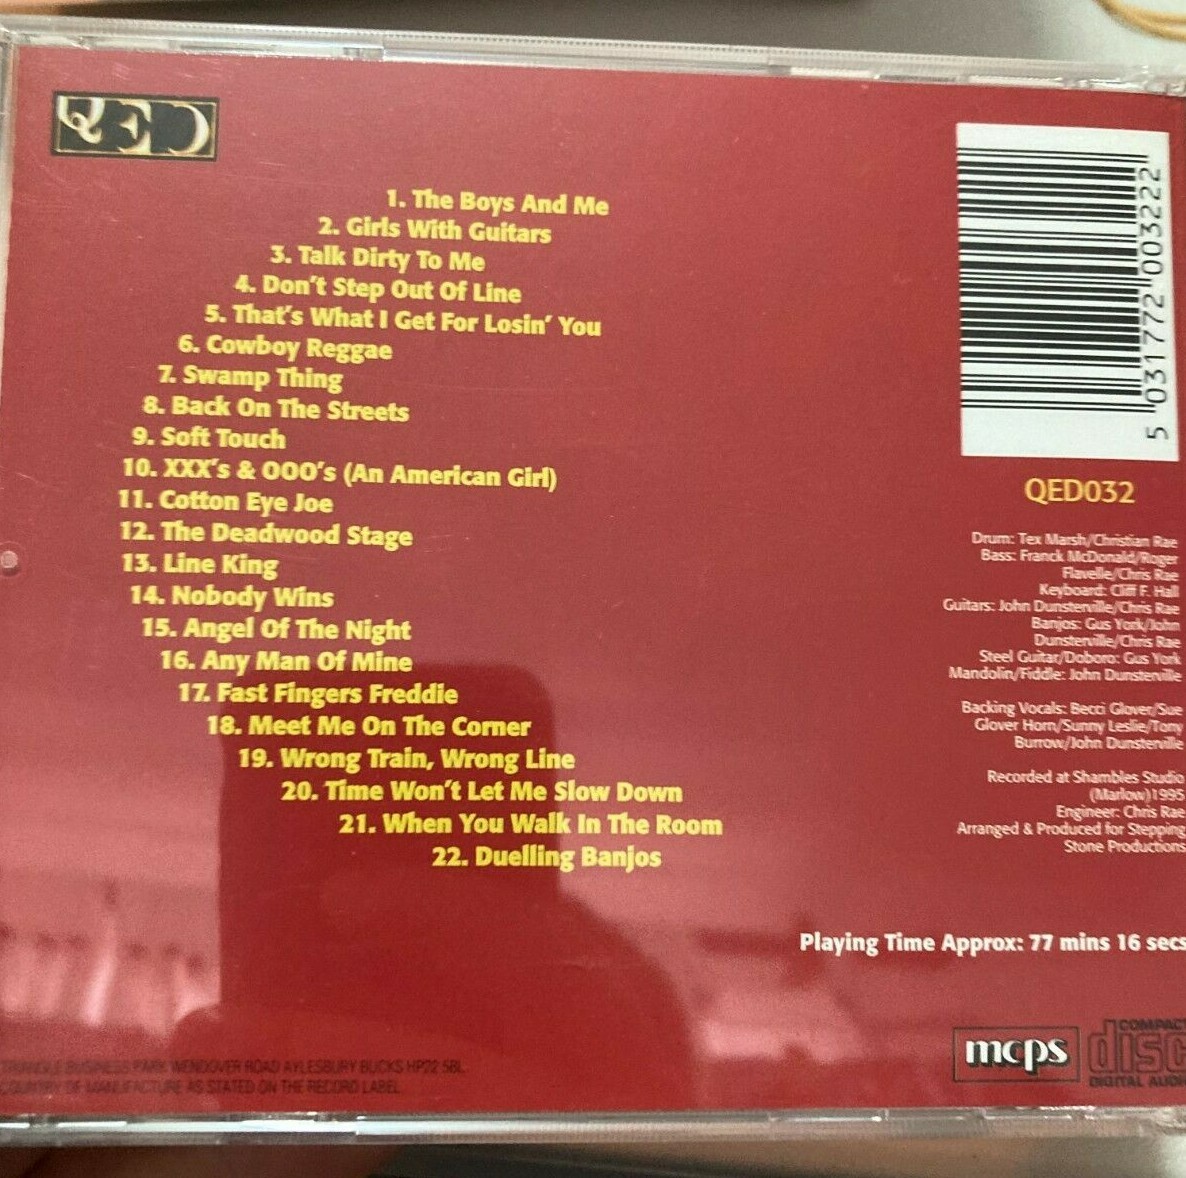 QED
1. The Boys And Me
2. Girls With Guitars
3. Talk Dirty To Me
4. Don't Step Out Of Line
5. That's What I Get For Losin' You
6. Cowboy Reggae
7. Swamp Thing
8. Back On The Streets
9. Soft Touch
10. XXX's & OOO's (An American Girl)
11. Cotton Eye Joe
12. The Deadwood Stage
13. Line King
14. Nobody Wins
15. Angel Of The Night
16. Any Man Of Mine
17. Fast Fingers Freddie
18. Meet Me On The Corner
19. Wrong Train, Wrong Line
20. Time Won't Let Me Slow Down
21. When You Walk In The Room
22. Duelling Banjos
5 031772 003222
QED032
Drum: Tex Marsh/Christian Rae
Bass: Franck McDonald/Roger
Flavelle/Chris Rae
Keyboard: Cliff F. Hall
Guitars: John Dunsterville/Chris Rae
Banjos: Gus York/John
Dunsterville/Chris Rae
Steel Guitar/Doboro: Gus York
Mandolin/Fiddle: John Dunsterville
Backing Vocals: Becci Glover/Sue
Glover Horn/Sunny Leslie/Tony
Burrow/John Dunsterville
Recorded at Shambles Studio
(Marlow)1995
Engineer: Chris Rae
Arranged & Produced for Stepping
Stone Productions
Playing Time Approx: 77 mins 16 secs
mcps
COMPACT
disc
DIGITAL AUDIO
TRIANGLE BUSINESS PARK WENDOVER ROAD AYLESBURY BUCKS HP22 5BL
COUNTRY OF MANUFACTURE AS STATED ON THE RECORD LABEL